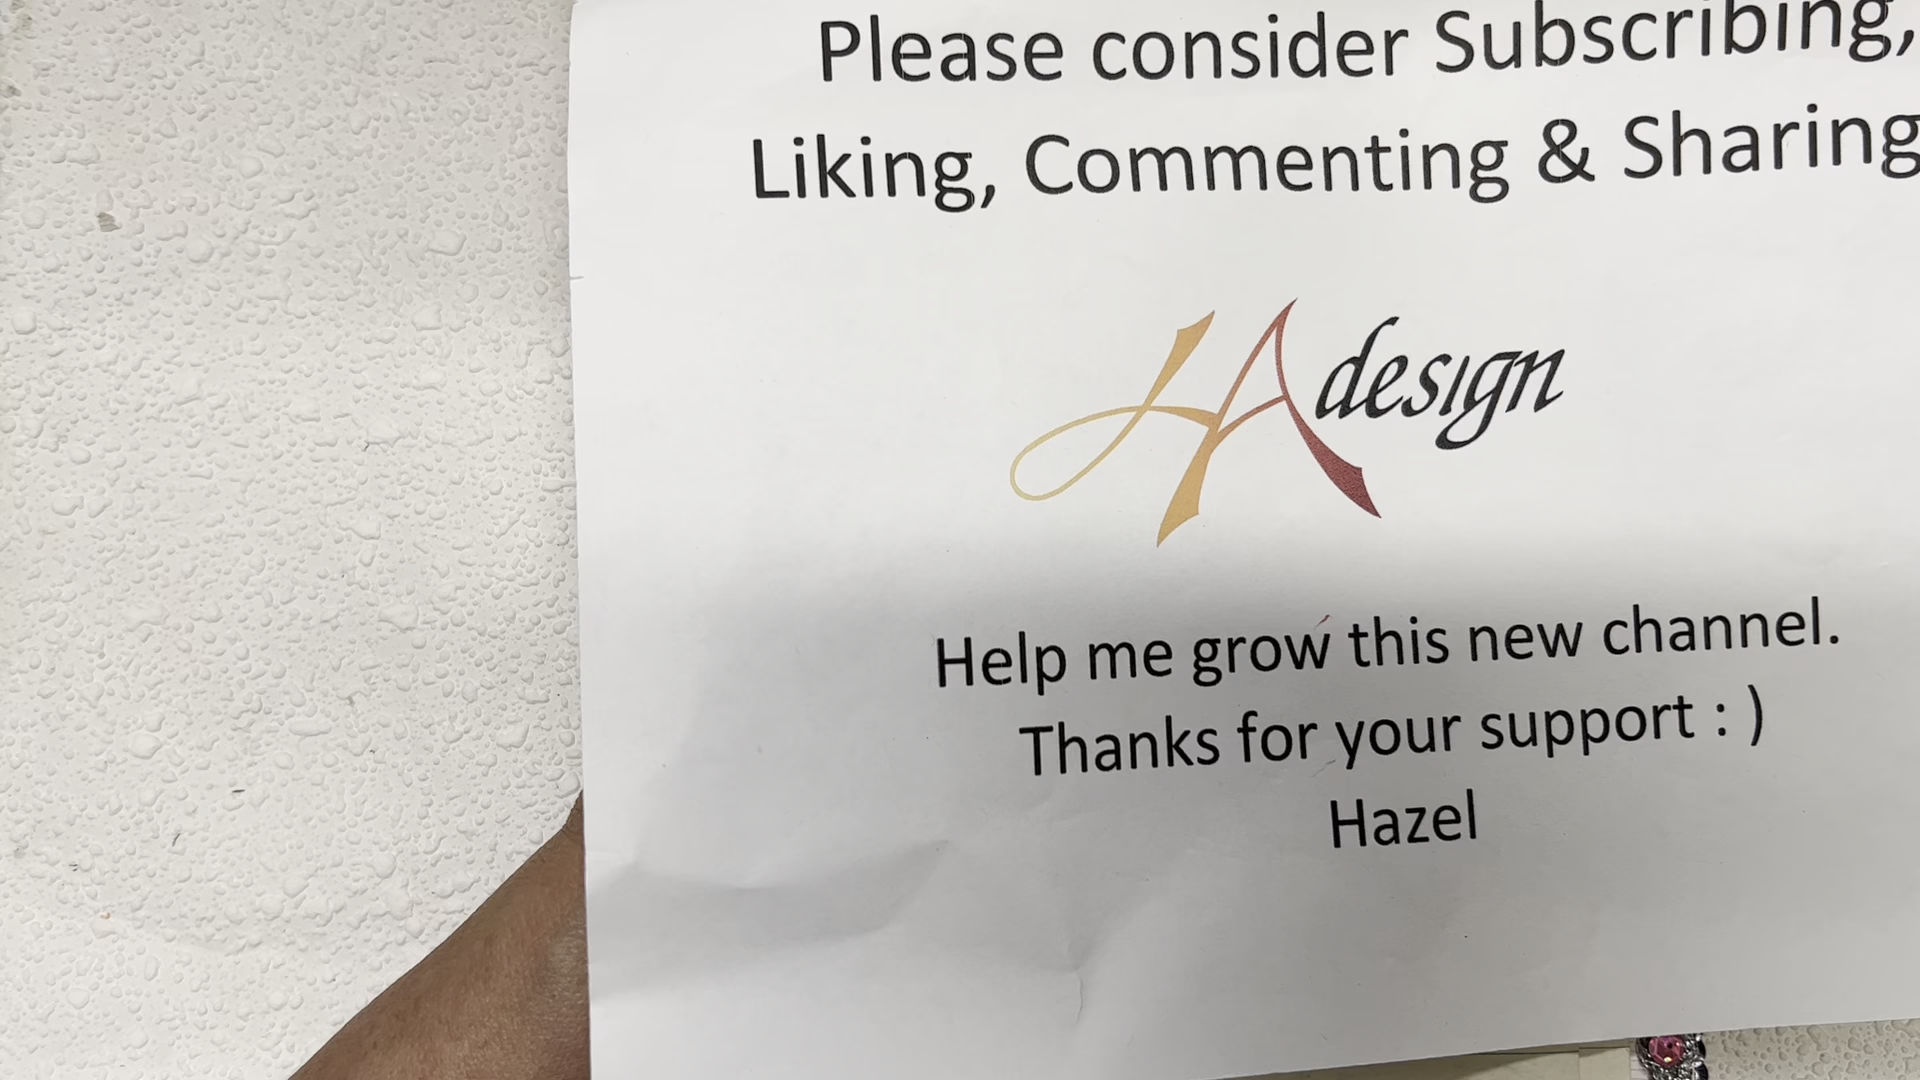 Please consider Subscribing,
Liking, Commenting & Sharing
HA design
Help me grow this new channel.
Thanks for your support : )
Hazel